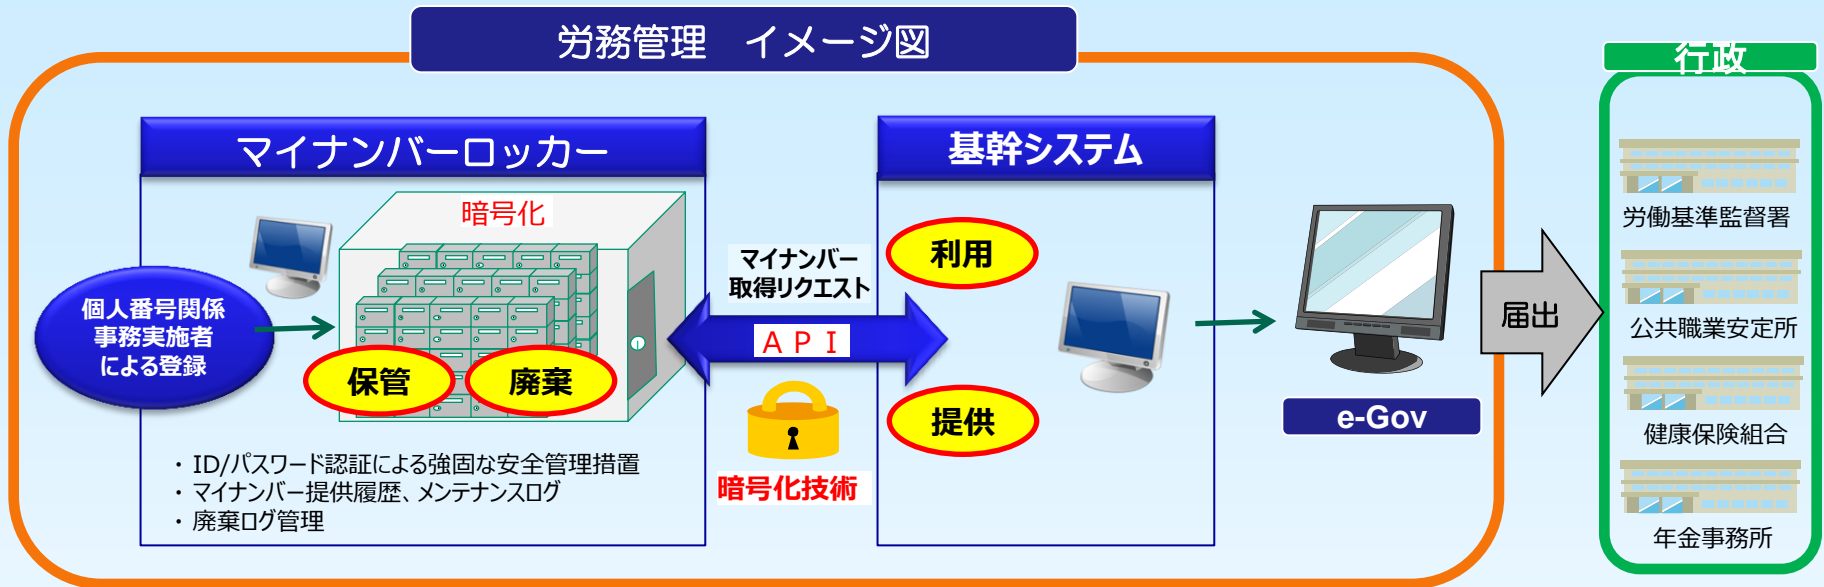 労務管理　イメージ図
行政
マイナンバーロッカー
基幹システム
暗号化
個人番号関係
事務実施者
による登録
保管
廃棄
・ID/パスワード認証による強固な安全管理措置
・マイナンバー提供履歴、メンテナンスログ
・廃棄ログ管理
マイナンバー
取得リクエスト
ＡＰＩ
暗号化技術
利用
提供
e-Gov
届出
労働基準監督署
公共職業安定所
健康保険組合
年金事務所